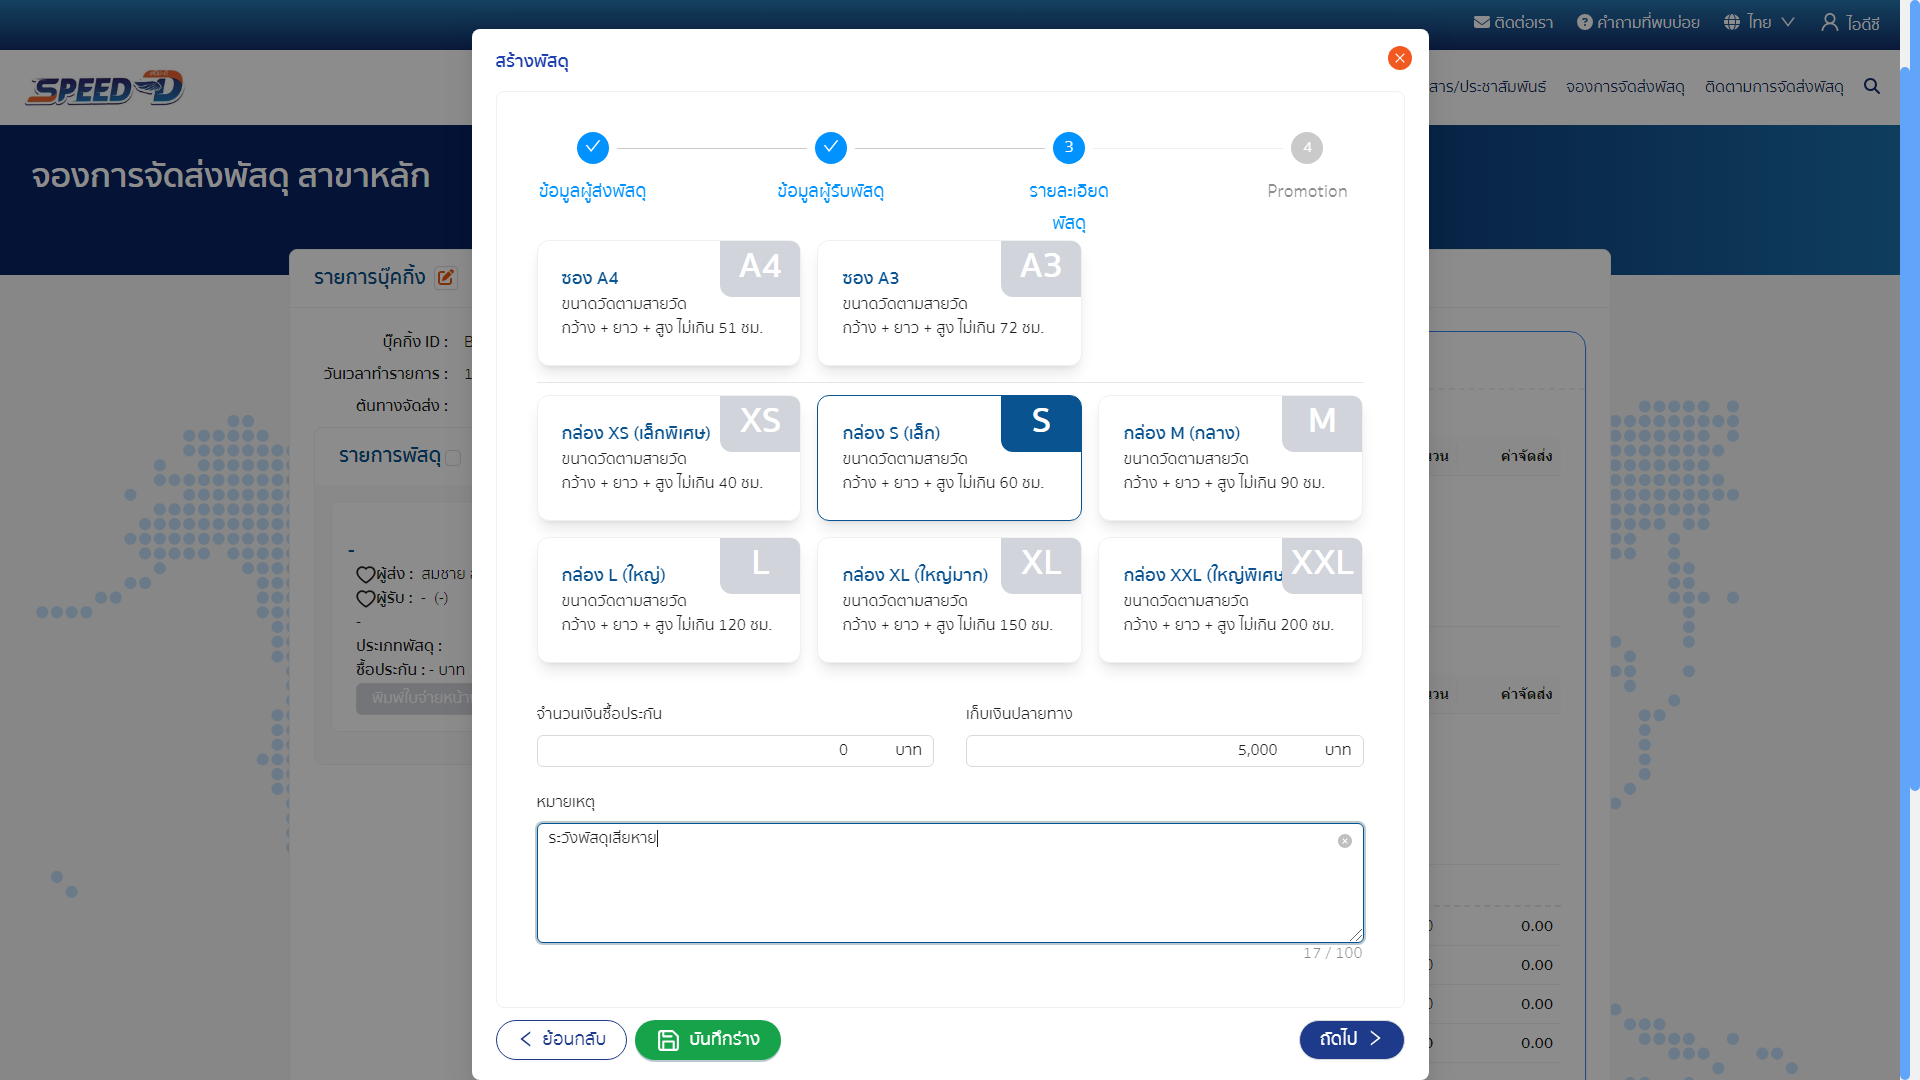 ติดต่อเรา คำถามที่พบบ่อย ไทย ไอดีซี
SPEED-D
สาร/ประชาสัมพันธ์ จองการจัดส่งพัสดุ ติดตามการจัดส่งพัสดุ
จองการจัดส่งพัสดุ สาขาหลัก
รายการบุ๊คกิ้ง
บุ๊คกิ้ง ID :
วันเวลาทำรายการ : 1
ต้นทางจัดส่ง :
รายการพัสดุ
-
ผู้ส่ง : สมชาย
ผู้รับ : - (-)
-
ประเภทพัสดุ :
ซื้อประกัน : - บาท
พิมพ์ใบจ่ายหน้า
สร้างพัสดุ
3
4
ข้อมูลผู้ส่งพัสดุ ข้อมูลผู้รับพัสดุ รายละเอียดพัสดุ Promotion
ซอง A4
A4
ขนาดวัดตามสายวัด
กว้าง + ยาว + สูง ไม่เกิน 51 ซม.
ซอง A3
A3
ขนาดวัดตามสายวัด
กว้าง + ยาว + สูง ไม่เกิน 72 ซม.
กล่อง XS (เล็กพิเศษ)
XS
ขนาดวัดตามสายวัด
กว้าง + ยาว + สูง ไม่เกิน 40 ซม.
กล่อง S (เล็ก)
S
ขนาดวัดตามสายวัด
กว้าง + ยาว + สูง ไม่เกิน 60 ซม.
กล่อง M (กลาง)
M
ขนาดวัดตามสายวัด
กว้าง + ยาว + สูง ไม่เกิน 90 ซม.
กล่อง L (ใหญ่)
L
ขนาดวัดตามสายวัด
กว้าง + ยาว + สูง ไม่เกิน 120 ซม.
กล่อง XL (ใหญ่มาก)
XL
ขนาดวัดตามสายวัด
กว้าง + ยาว + สูง ไม่เกิน 150 ซม.
กล่อง XXL (ใหญ่พิเศษ
XXL
ขนาดวัดตามสายวัด
กว้าง + ยาว + สูง ไม่เกิน 200 ซม.
จำนวนเงินซื้อประกัน
0 บาท
เก็บเงินปลายทาง
5,000 บาท
หมายเหตุ
ระวังพัสดุเสียหาย
17 / 100
ย้อนกลับ บันทึกร่าง ถัดไป
ค่าจัดส่ง
ค่าจัดส่ง
0.00
0.00
0.00
0.00